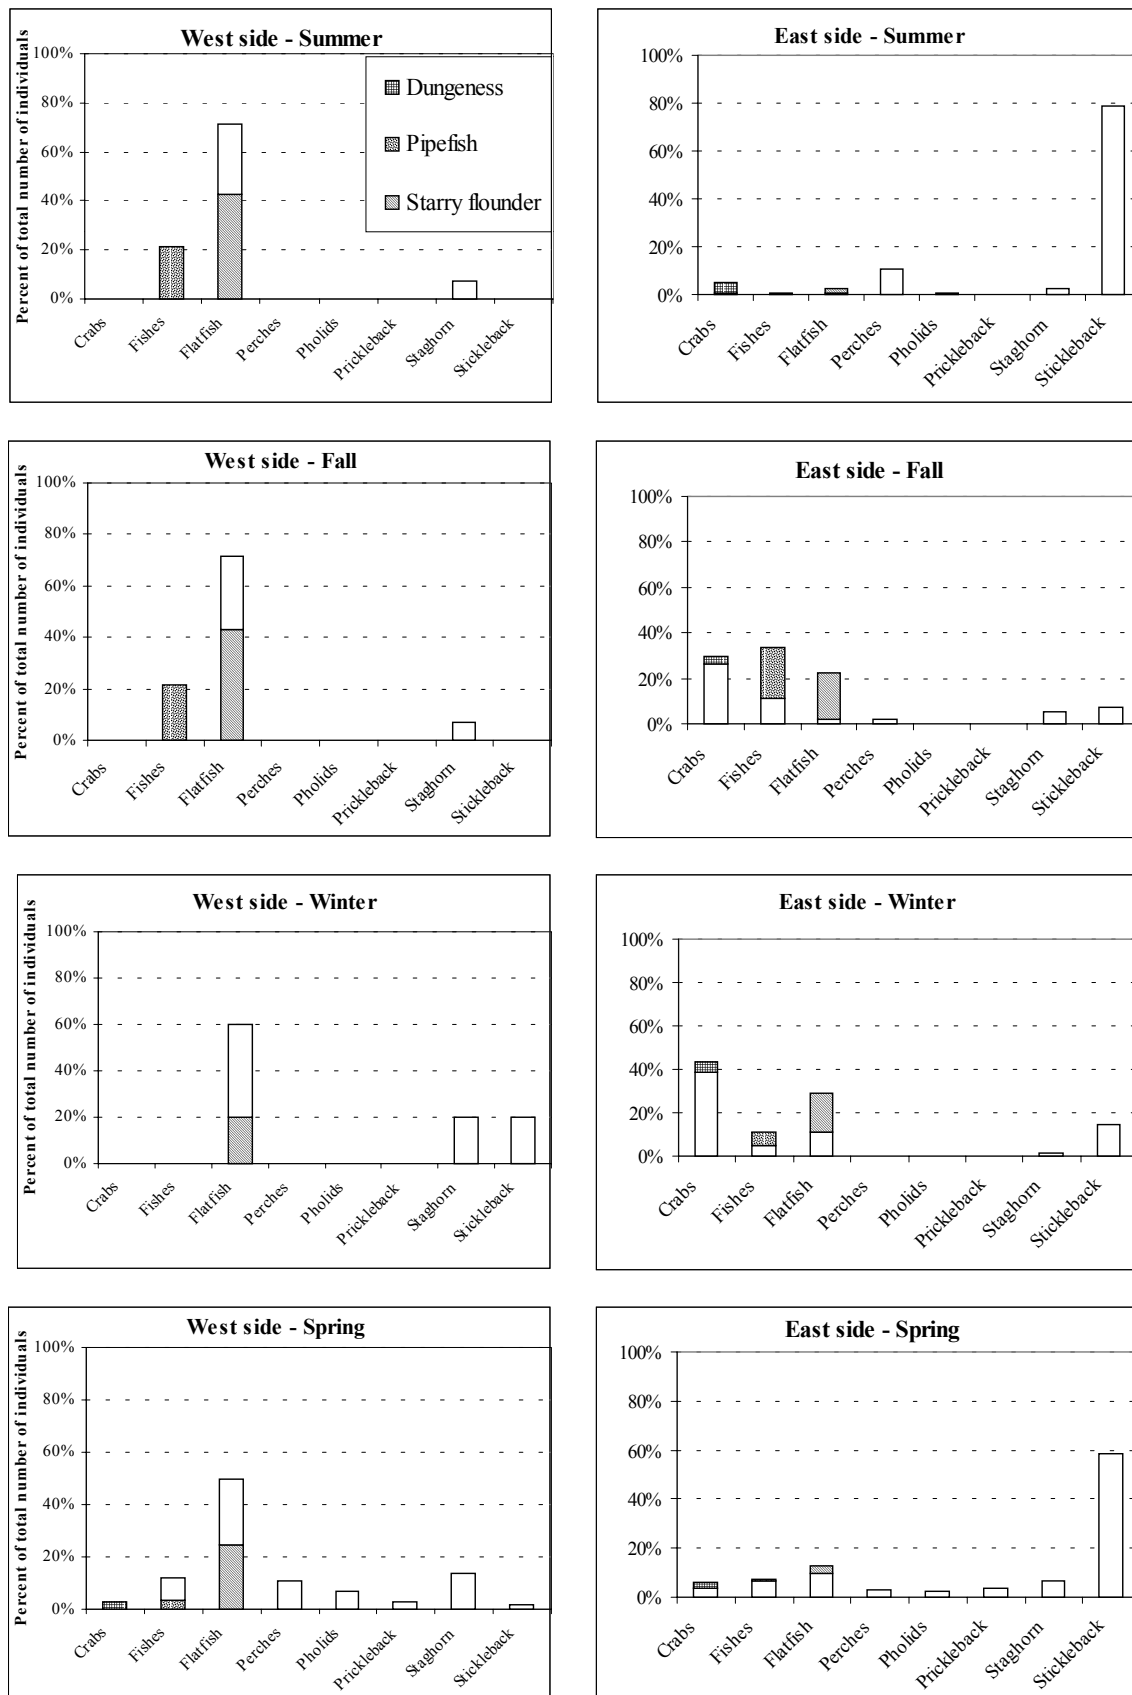 West side - Summer
Percent of total number of individuals
100%
80%
60%
40%
20%
0%
Dungeness
Pipefish
Starry flounder
Crabs
Fishes
Flatfish
Perches
Pholids
Prickleback
Staghorn
Stickleback
East side - Summer
100%
80%
60%
40%
20%
0%
Crabs
Fishes
Flatfish
Perches
Pholids
Prickleback
Staghorn
Stickleback
West side - Fall
Percent of total number of individuals
100%
80%
60%
40%
20%
0%
Crabs
Fishes
Flatfish
Perches
Pholids
Prickleback
Staghorn
Stickleback
East side - Fall
100%
80%
60%
40%
20%
0%
Crabs
Fishes
Flatfish
Perches
Pholids
Prickleback
Staghorn
Stickleback
West side - Winter
Percent of total number of individuals
100%
80%
60%
40%
20%
0%
Crabs
Fishes
Flatfish
Perches
Pholids
Prickleback
Staghorn
Stickleback
East side - Winter
100%
80%
60%
40%
20%
0%
Crabs
Fishes
Flatfish
Perches
Pholids
Prickleback
Staghorn
Stickleback
West side - Spring
Percent of total number of individuals
100%
80%
60%
40%
20%
0%
Crabs
Fishes
Flatfish
Perches
Pholids
Prickleback
Staghorn
Stickleback
East side - Spring
100%
80%
60%
40%
20%
0%
Crabs
Fishes
Flatfish
Perches
Pholids
Prickleback
Staghorn
Stickleback